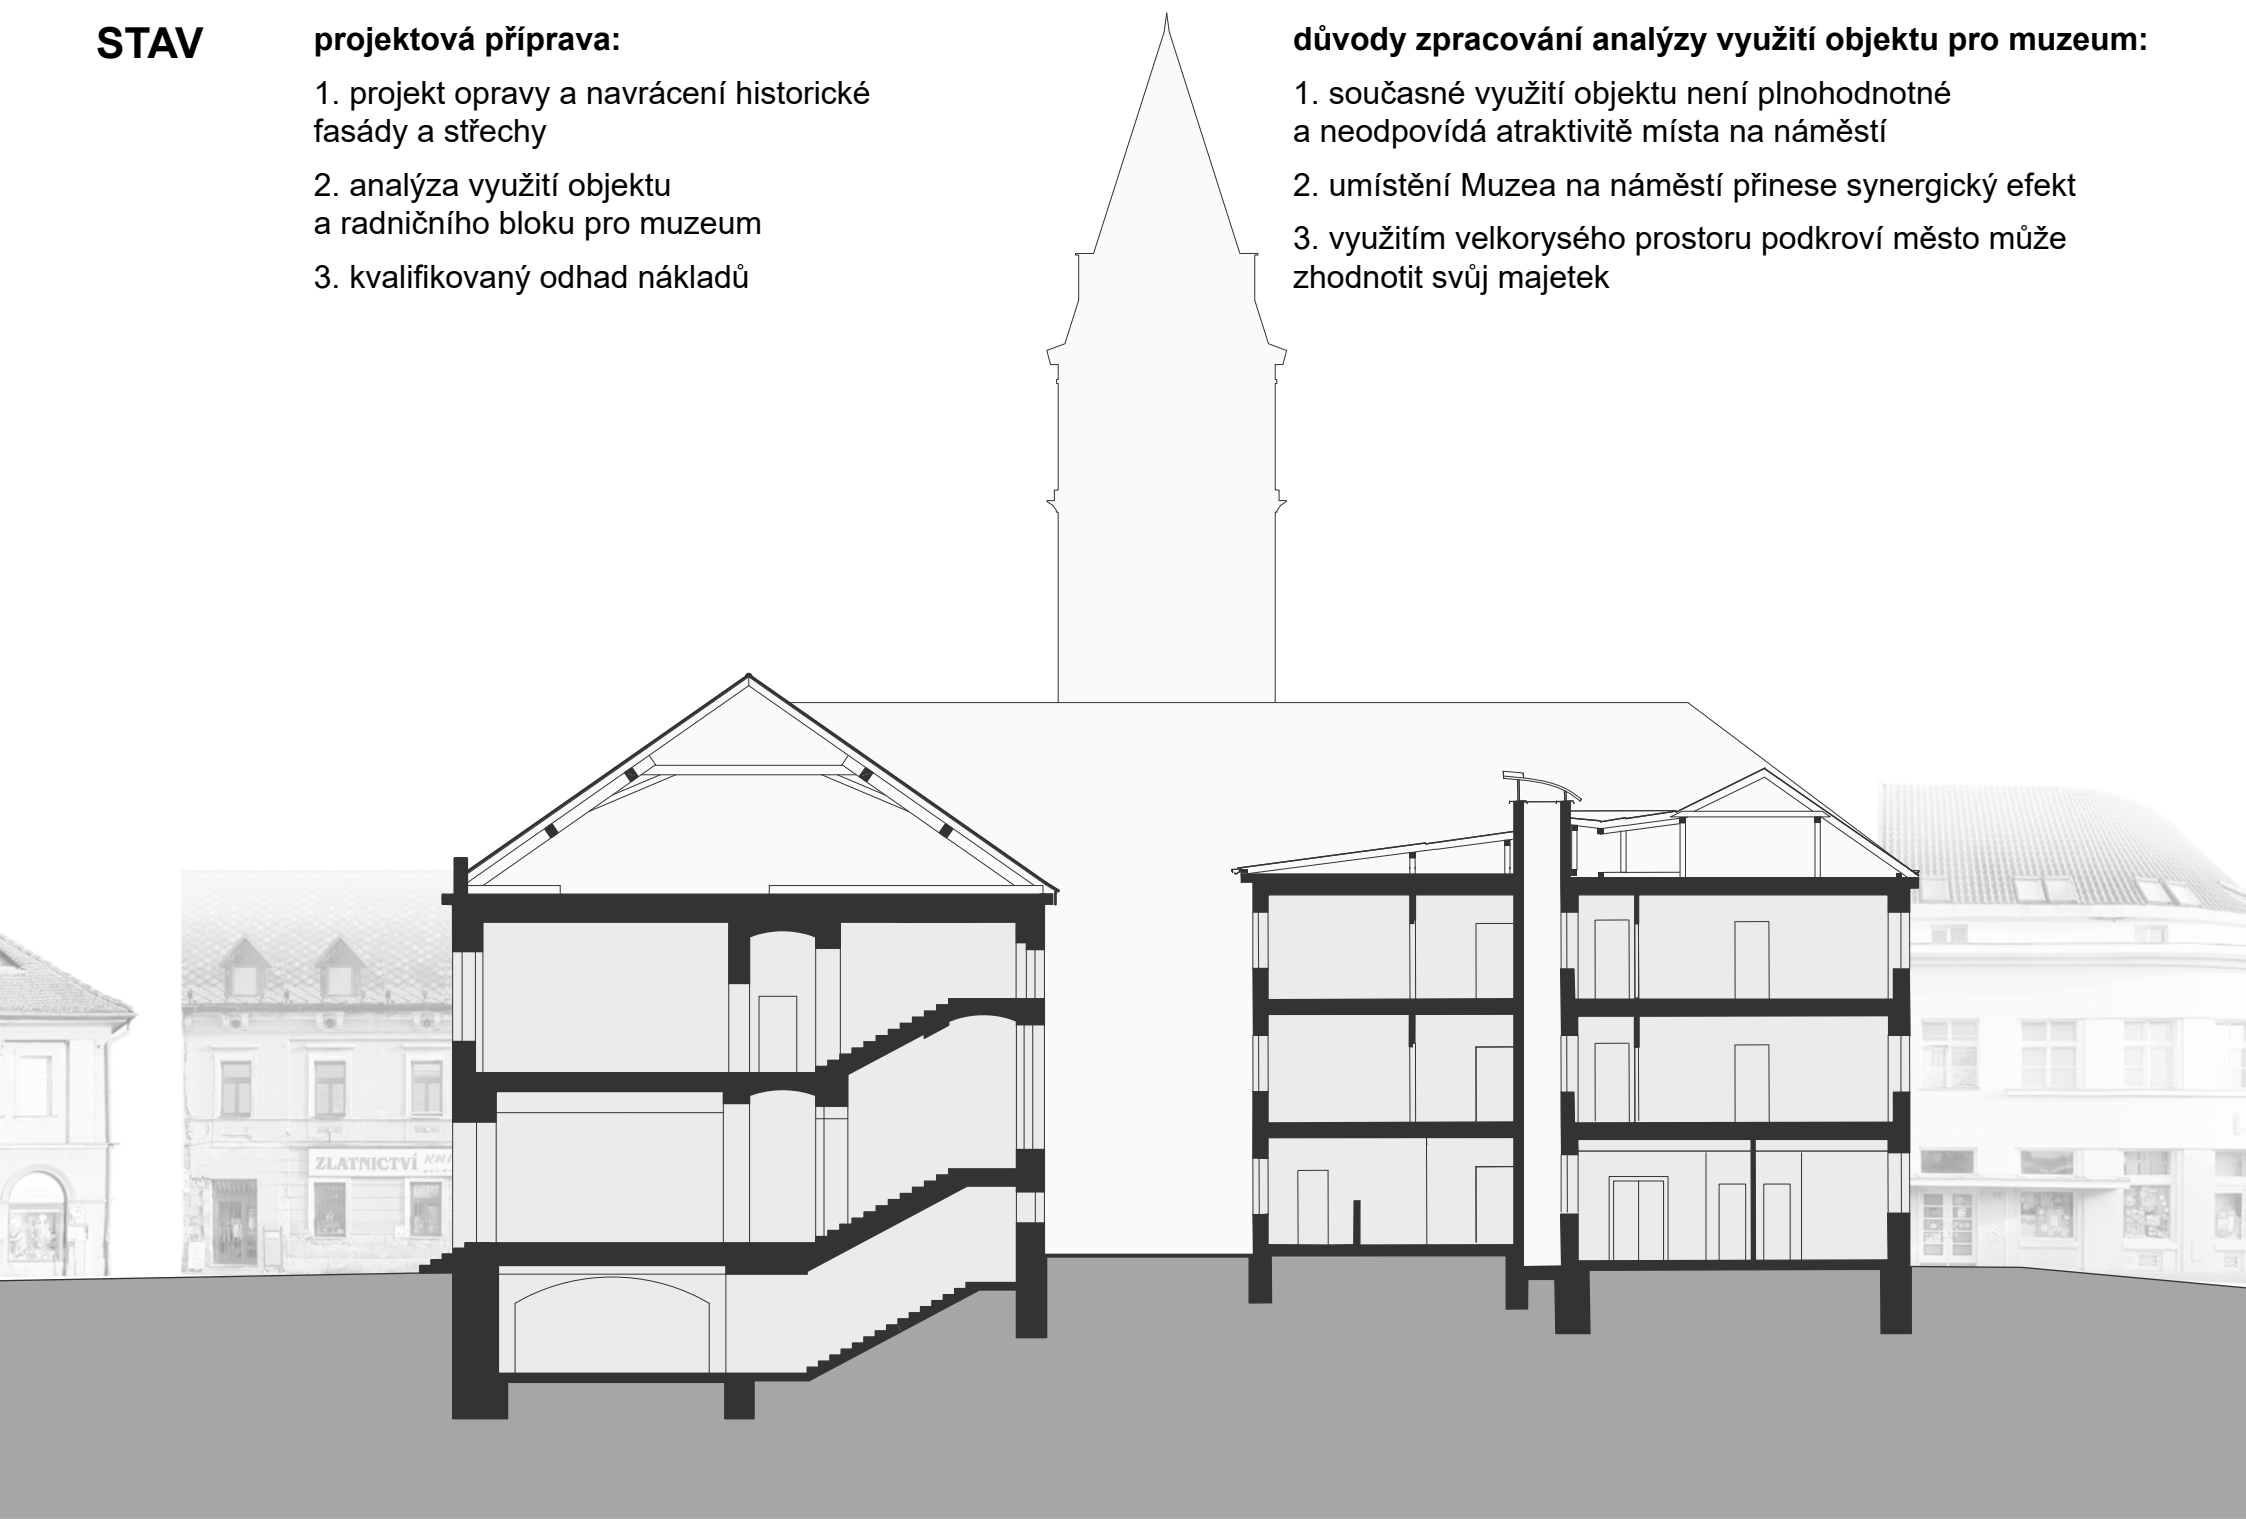 STAV
projektová příprava:
1. projekt opravy a navrácení historické
fasády a střechy
2. analýza využití objektu
a radničního bloku pro muzeum
3. kvalifikovaný odhad nákladů
důvody zpracování analýzy využití objektu pro muzeum:
1. současné využití objektu není plnohodnotné
a neodpovídá atraktivitě místa na náměstí
2. umístění Muzea na náměstí přinese synergický efekt
3. využitím velkorysého prostoru podkroví město může
zhodnotit svůj majetek
ZLATNICTVÍ